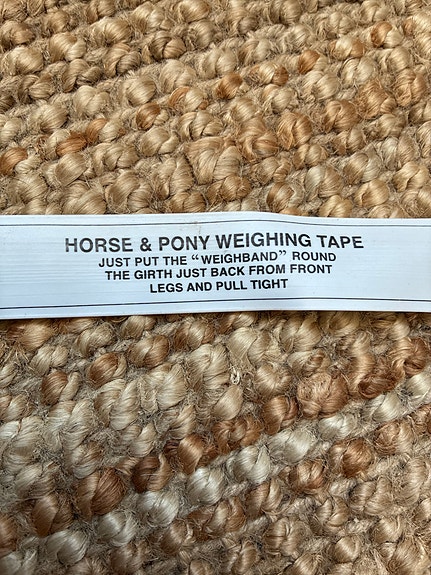 HORSE & PONY WEIGHING TAPE
JUST PUT THE “WEIGHBAND” ROUND
THE GIRTH JUST BACK FROM FRONT
LEGS AND PULL TIGHT